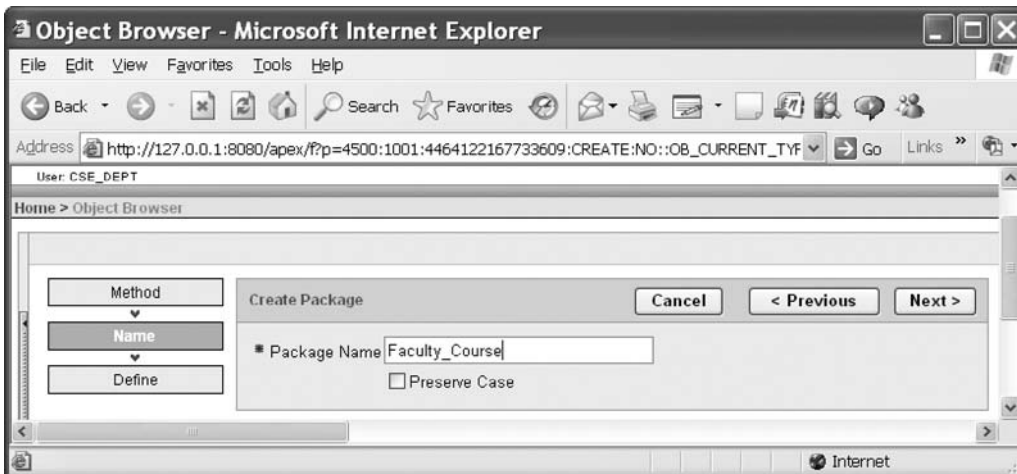 Object Browser - Microsoft Internet Explorer
File Edit View Favorites Tools Help
Back Search Favorites
Address http://127.0.0.1:8080/apex/f?p=4500:1001:4464122167733609:CREATE:NO::OB_CURRENT_TYF Go Links »
User: CSE_DEPT
Home > Object Browser
Method
Name
Define
Create Package
Cancel
< Previous
Next >
* Package Name Faculty_Course
Preserve Case
Internet